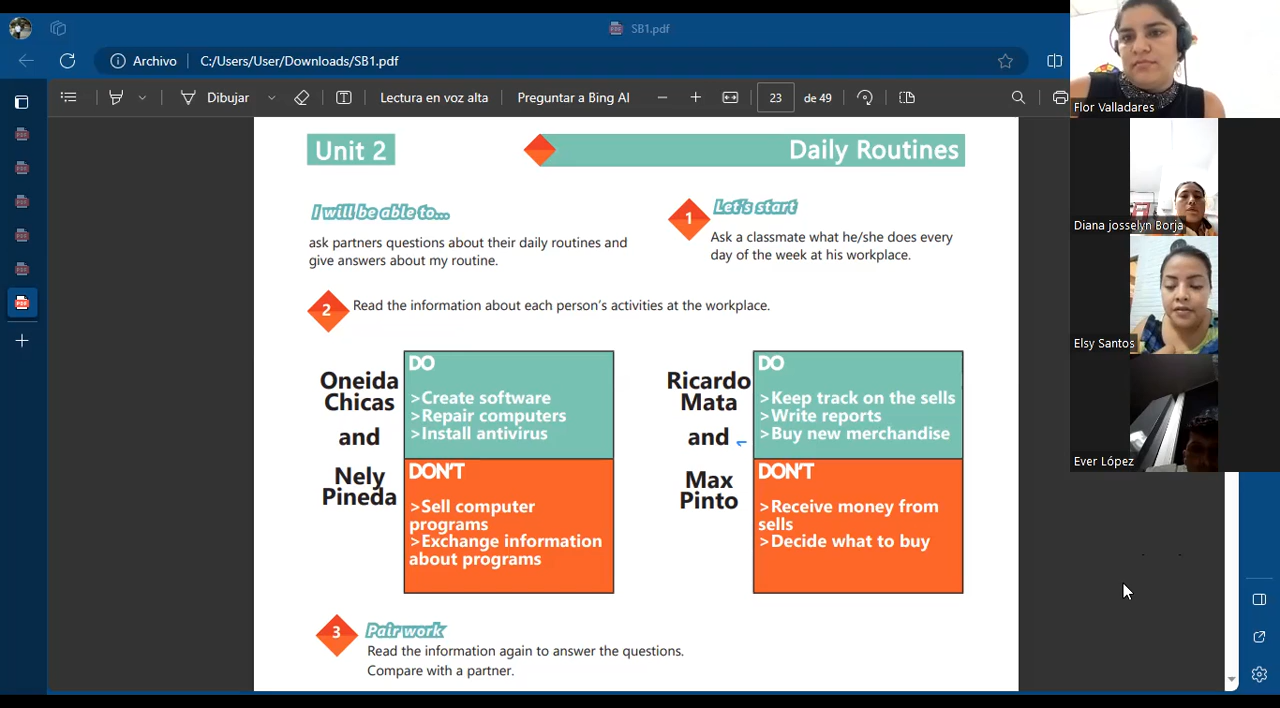 SB1.pdf
Archivo
C:/Users/User/Downloads/SB1.pdf
Dibujar
Lectura en voz alta
Preguntar a Bing AI
23
de 49
Unit 2
Daily Routines
I will be able to...
ask partners questions about their daily routines and
give answers about my routine.
1
Let's start
Ask a classmate what he/she does every
day of the week at his workplace.
2
Read the information about each person's activities at the workplace.
Oneida
Chicas
and
Nely
Pineda
DO
>Create software
>Repair computers
>Install antivirus
DON'T
>Sell computer
programs
>Exchange information
about programs
Ricardo
Mata
and
Max
Pinto
DO
>Keep track on the sells
>Write reports
>Buy new merchandise
DON'T
>Receive money from
sells
>Decide what to buy
3
Pair work
Read the information again to answer the questions.
Compare with a partner.
Flor Valladares
Diana josselyn Borja
Elsy Santos
Ever López